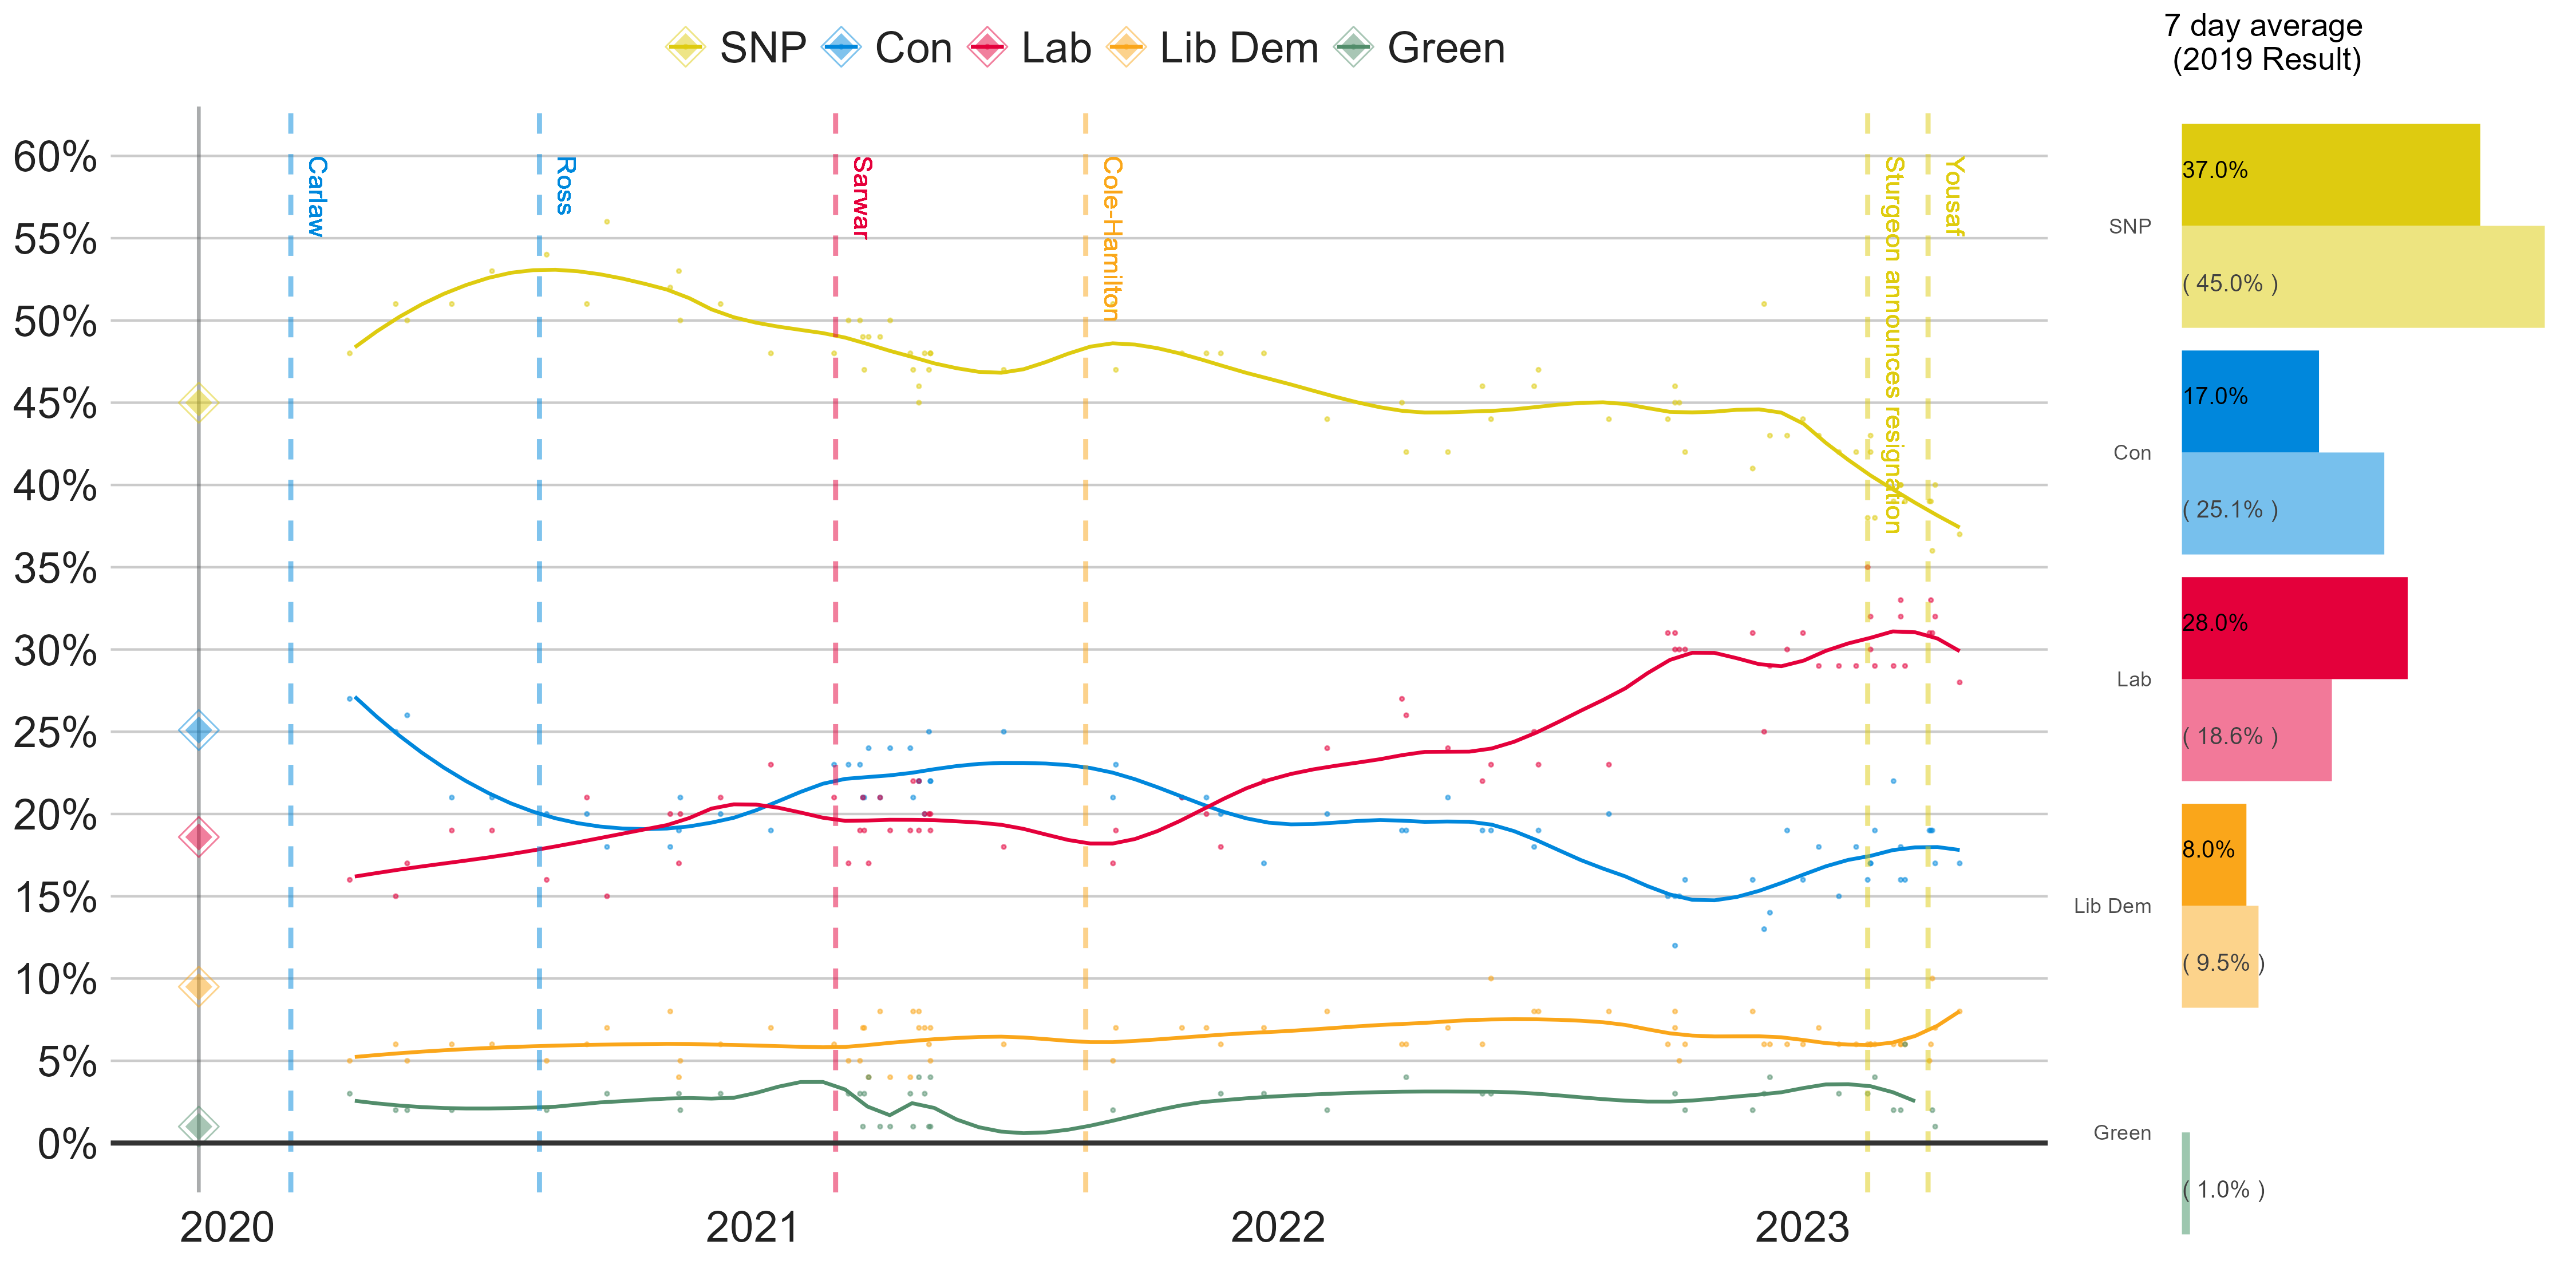 SNP Con Lab Lib Dem Green
7 day average
(2019 Result)
60%
55%
50%
45%
40%
35%
30%
25%
20%
15%
10%
5%
0%
Carlaw
Ross
Sarwar
Cole-Hamilton
Sturgeon announces resignation
Yousaf
2020 2021 2022 2023
SNP
37.0%
( 45.0% )
Con
17.0%
( 25.1% )
Lab
28.0%
( 18.6% )
Lib Dem
8.0%
( 9.5% )
Green
( 1.0% )